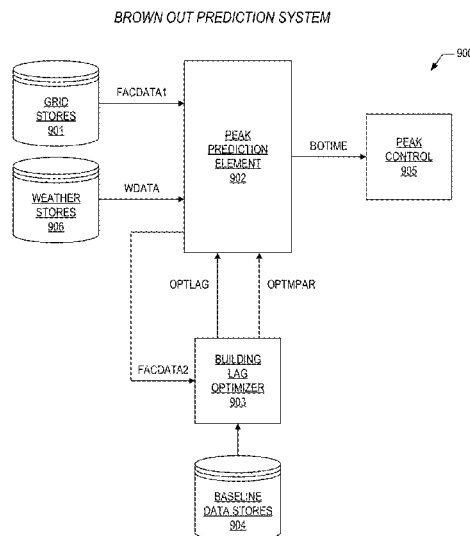 BROWN OUT PREDICTION SYSTEM
900
GRID
STORES
901
FACDATA1
PEAK
PREDICTION
ELEMENT
902
BOTIME
PEAK
CONTROL
905
WEATHER
STORES
906
WDATA
OPTLAG
OPTMPAR
FACDATA2
BUILDING
LAG
OPTIMIZER
903
BASELINE
DATA STORES
904